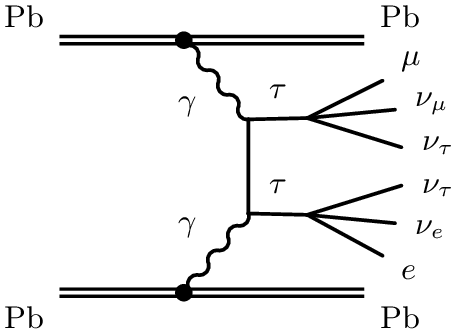 Pb Pb
μ
γ τ ν_μ
ν_τ
τ ν_τ
γ ν_e
e
Pb Pb